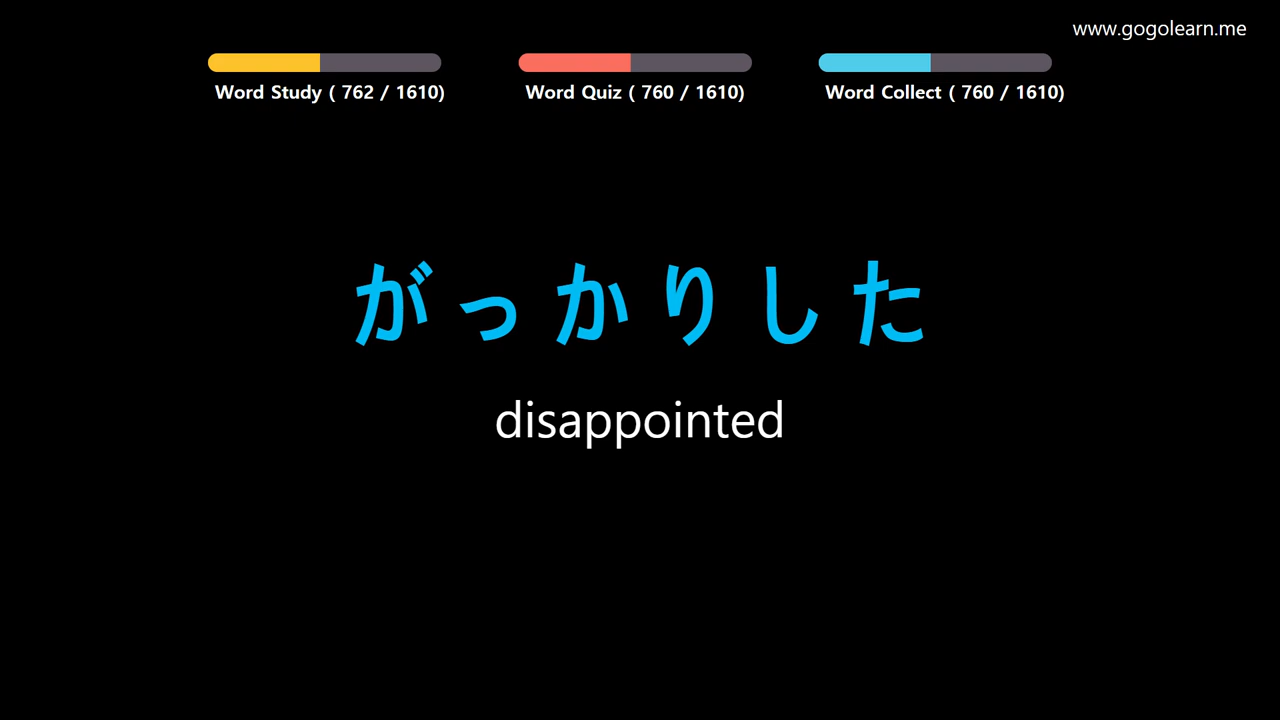 www.gogolearn.me
Word Study ( 762 / 1610)
Word Quiz ( 760 / 1610)
Word Collect ( 760 / 1610)
がっかりした
disappointed